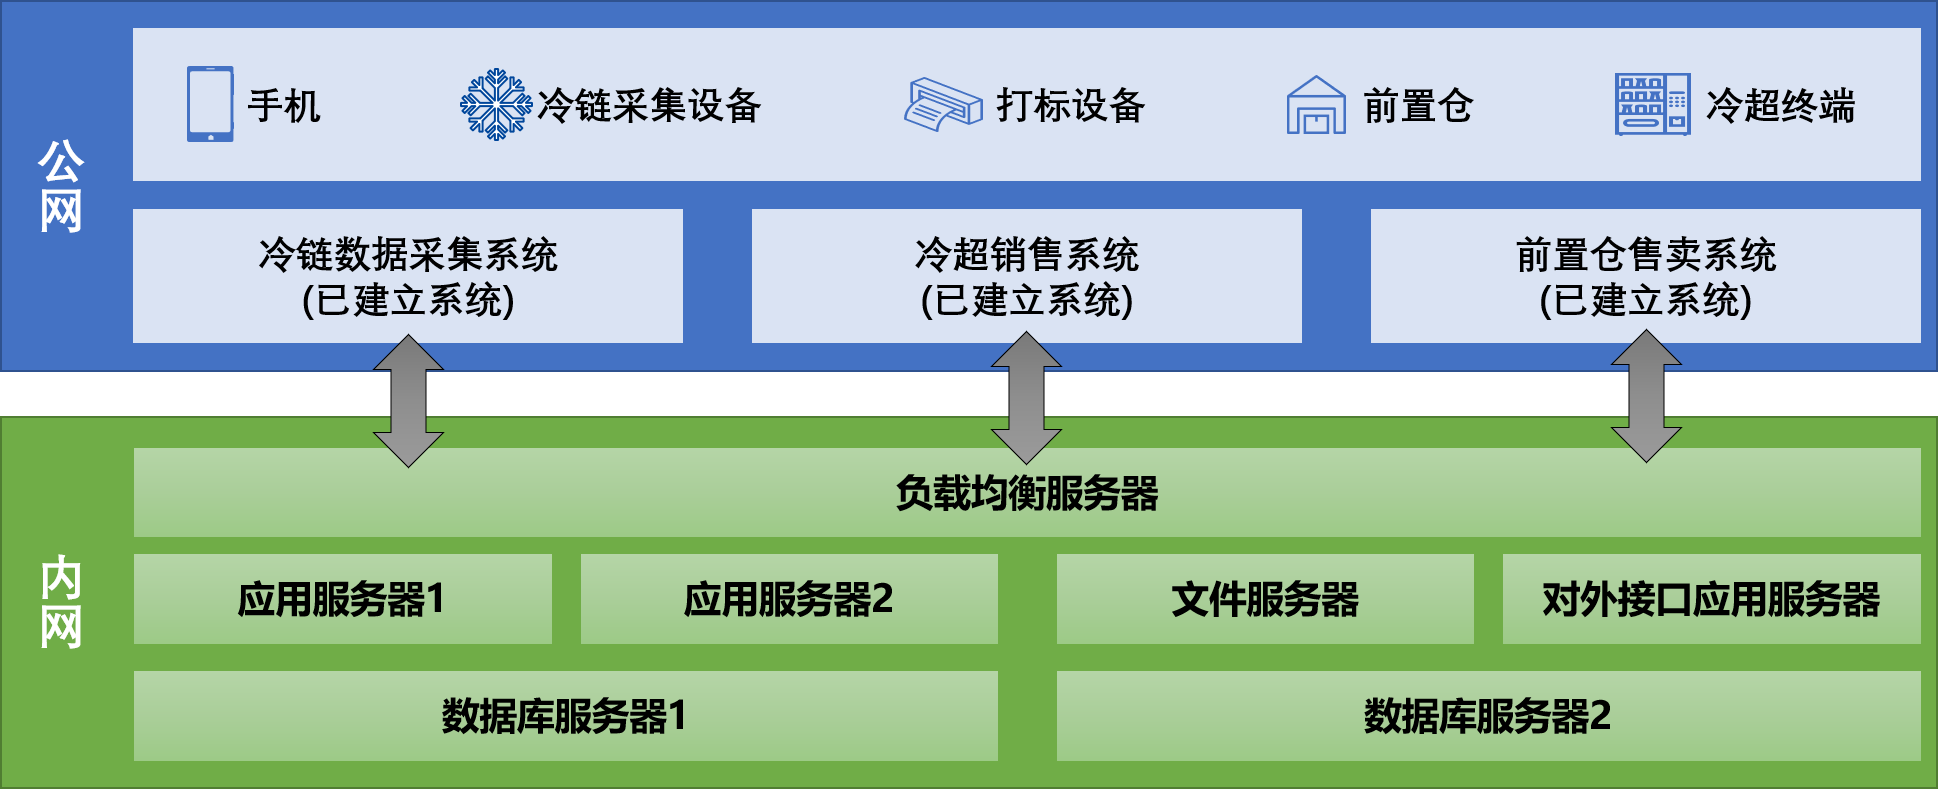 公网
手机
冷链采集设备
打标设备
前置仓
冷超终端
冷链数据采集系统
(已建立系统)
冷超销售系统
(已建立系统)
前置仓售卖系统
(已建立系统)
内网
负载均衡服务器
应用服务器1
应用服务器2
文件服务器
对外接口应用服务器
数据库服务器1
数据库服务器2